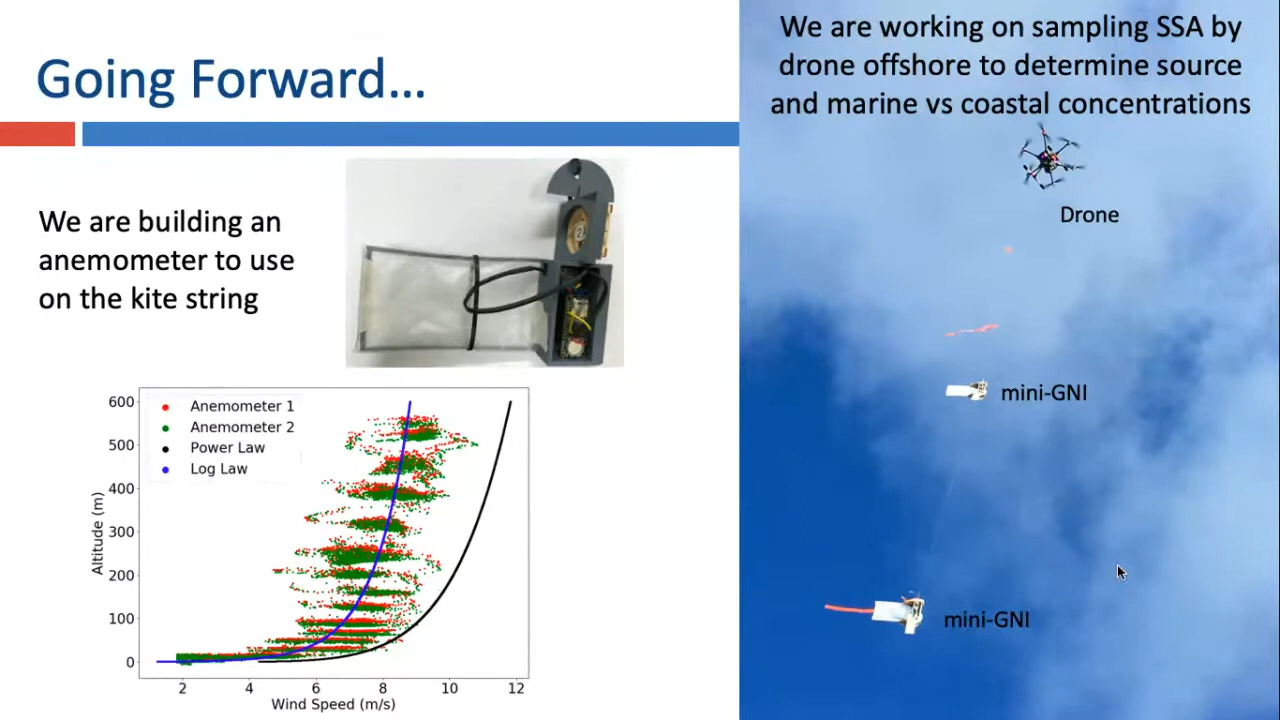 Going Forward...
We are building an
anemometer to use
on the kite string
2
Anemometer 1
Anemometer 2
Power Law
Log Law
600
500
400
300
200
100
0
Altitude (m)
2 4 6 8 10 12
Wind Speed (m/s)
We are working on sampling SSA by
drone offshore to determine source
and marine vs coastal concentrations
Drone
mini-GNI
mini-GNI